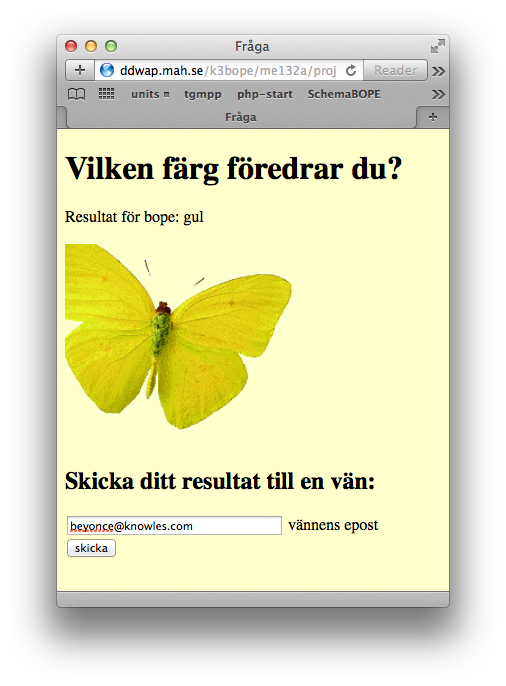 Fråga
ddwap.mah.se/k3bope/me132a/proj Reader
units tgmpp php-start SchemaBOPE
Fråga
Vilken färg föredrar du?
Resultat för bope: gul
Skicka ditt resultat till en vän:
beyonce@knowles.com vännens epost
skicka